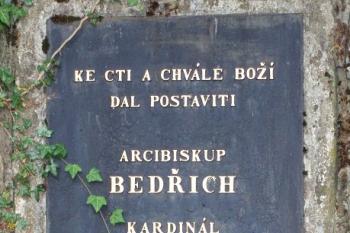 KE CTI A CHVÁLE BOŽÍ
DAL POSTAVITI
ARCIBISKUP
BEDŘICH
KARDINÁL